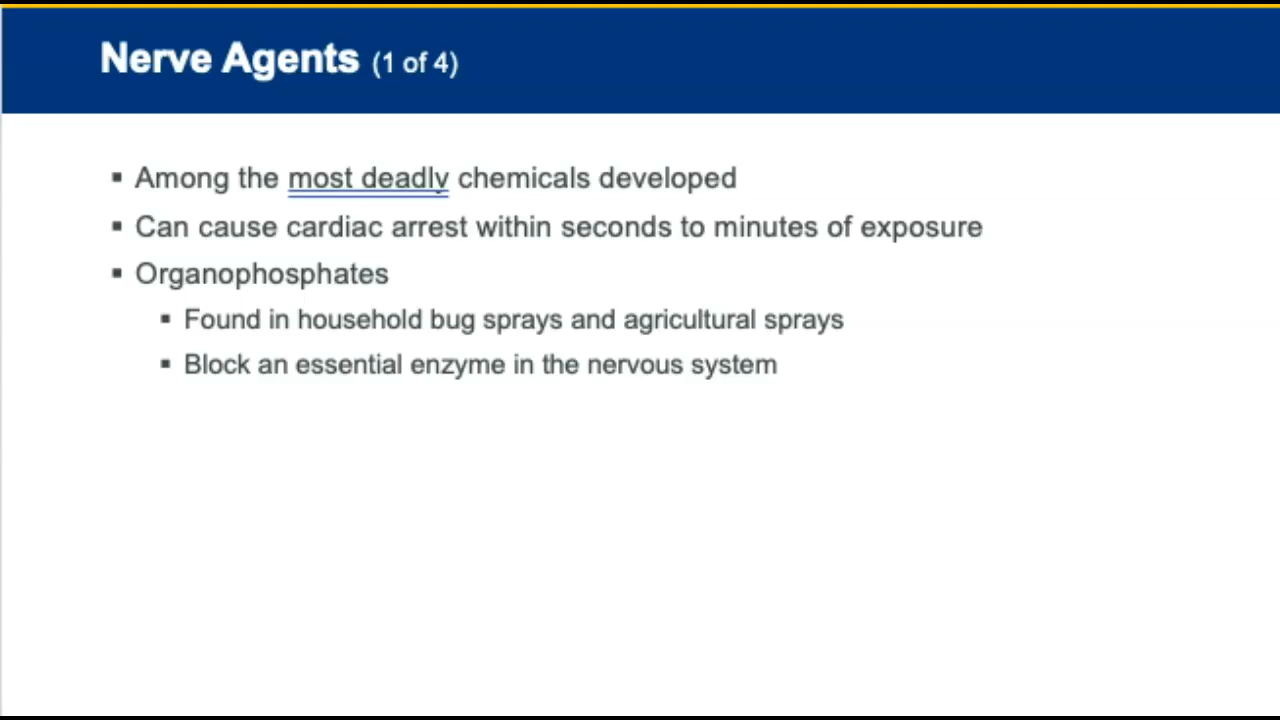 Nerve Agents (1 of 4)
▪ Among the most deadly chemicals developed
▪ Can cause cardiac arrest within seconds to minutes of exposure
▪ Organophosphates
▪ Found in household bug sprays and agricultural sprays
▪ Block an essential enzyme in the nervous system